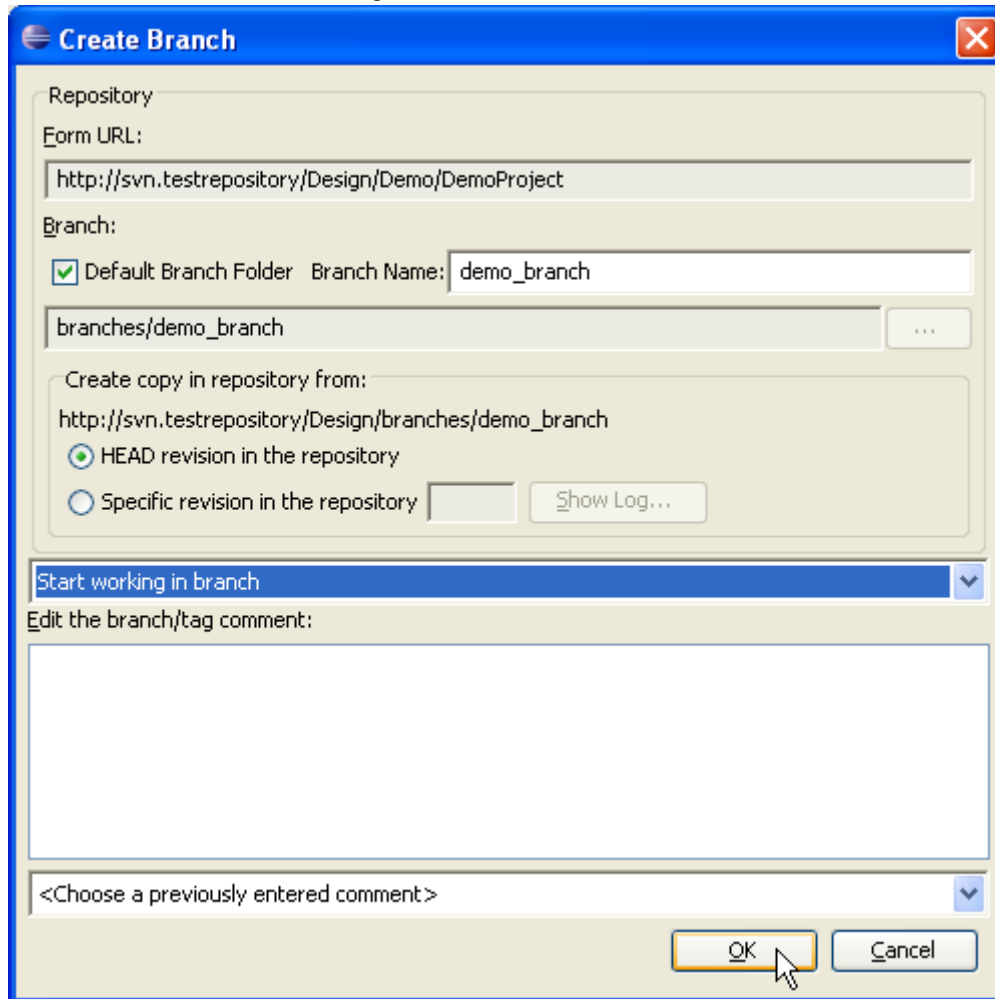 Create Branch
Repository
Form URL:
http://svn.testrepository/Design/Demo/DemoProject
Branch:
Default Branch Folder Branch Name: demo_branch
branches/demo_branch ...
Create copy in repository from:
http://svn.testrepository/Design/branches/demo_branch
HEAD revision in the repository
Specific revision in the repository Show Log...
Start working in branch
Edit the branch/tag comment:
<Choose a previously entered comment>
OK Cancel